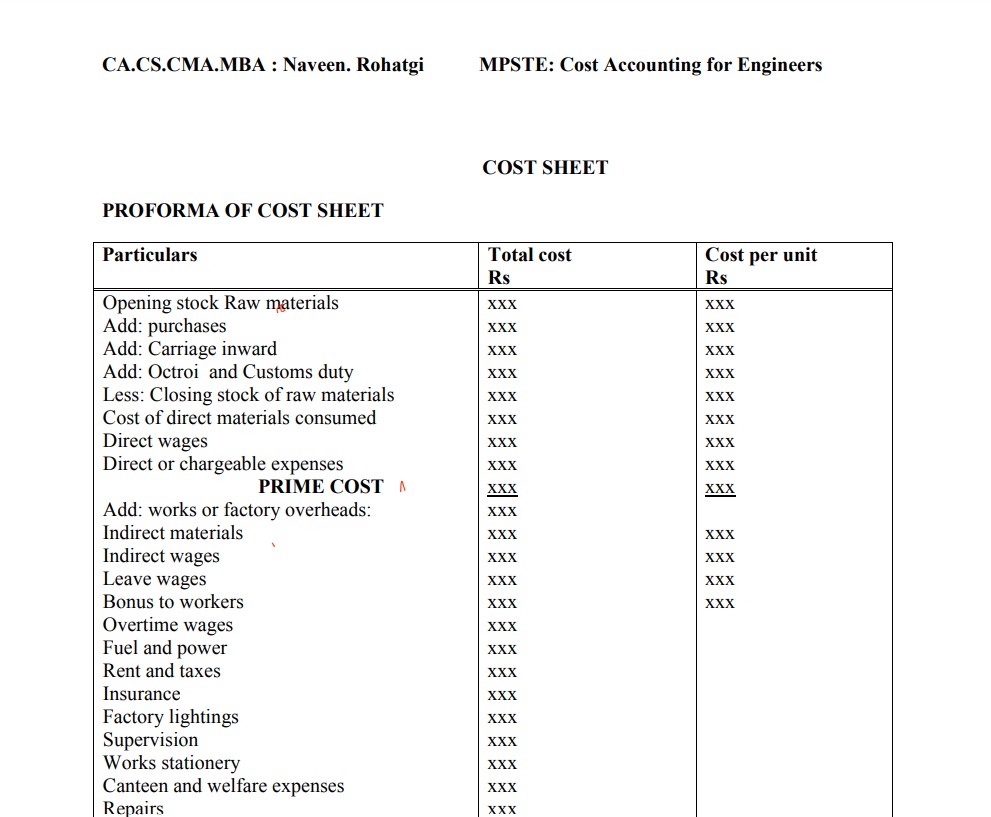 CA.CS.CMA.MBA : Naveen. Rohatgi MPSTE: Cost Accounting for Engineers
COST SHEET
PROFORMA OF COST SHEET
Particulars Total cost Cost per unit
Rs Rs
Opening stock Raw materials xxx xxx
Add: purchases xxx xxx
Add: Carriage inward xxx xxx
Add: Octroi and Customs duty xxx xxx
Less: Closing stock of raw materials xxx xxx
Cost of direct materials consumed xxx xxx
Direct wages xxx xxx
Direct or chargeable expenses xxx xxx
PRIME COST xxx xxx
Add: works or factory overheads: xxx
Indirect materials xxx xxx
Indirect wages xxx xxx
Leave wages xxx xxx
Bonus to workers xxx xxx
Overtime wages xxx
Fuel and power xxx
Rent and taxes xxx
Insurance xxx
Factory lightings xxx
Supervision xxx
Works stationery xxx
Canteen and welfare expenses xxx
Repairs xxx